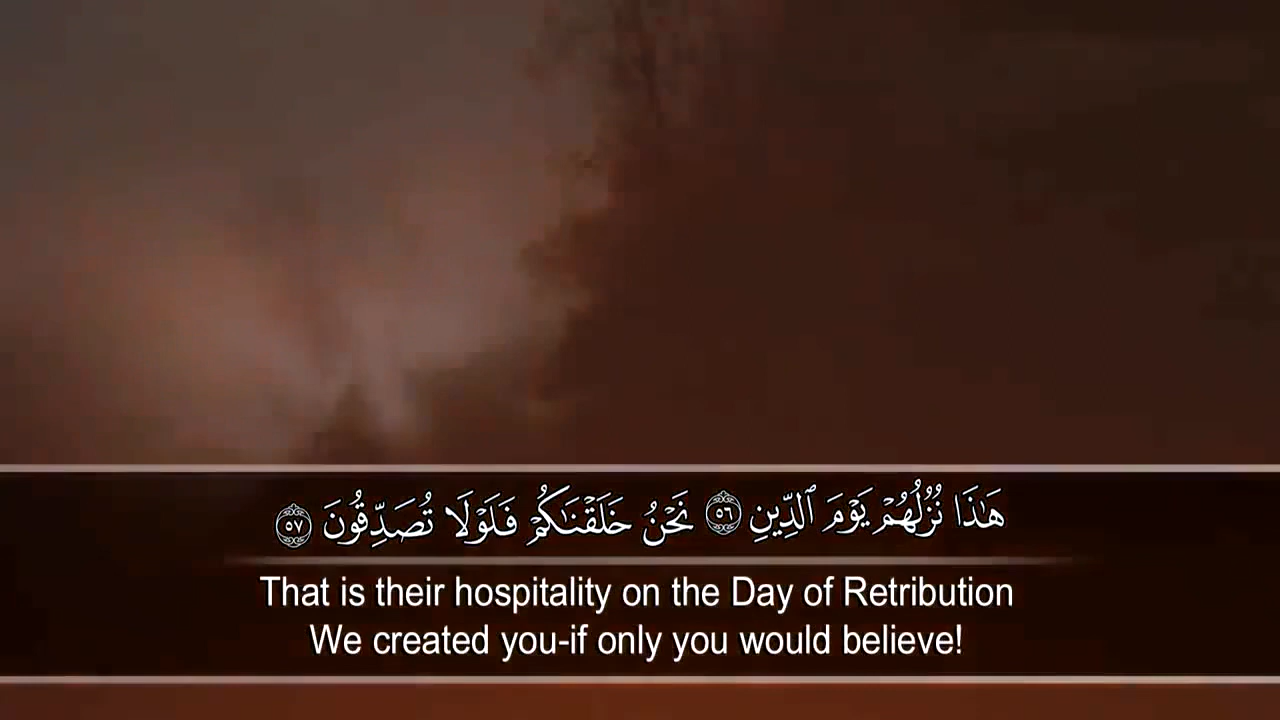 هَٰذَا نُزُلُهُمْ يَوْمَ ٱلدِّينِ ٥٦ نَحْنُ خَلَقْنَٰكُمْ فَلَوْلَا تُصَدِّقُونَ ٥٧
That is their hospitality on the Day of Retribution
We created you-if only you would believe!